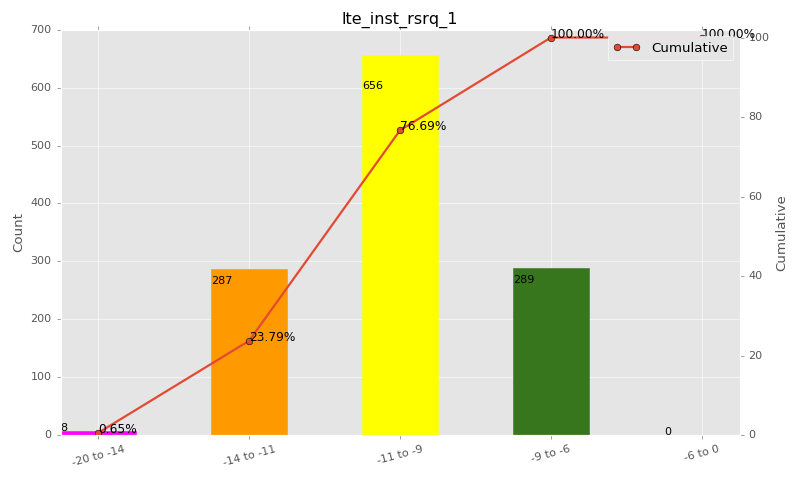 lte_inst_rsrq_1
700
600
500
400
300
200
100
0
Count
8
287
656
289
0
0.65%
23.79%
76.69%
100.00%
100.00%
Cumulative
100
80
60
40
20
0
Cumulative
-20 to -14
-14 to -11
-11 to -9
-9 to -6
-6 to 0